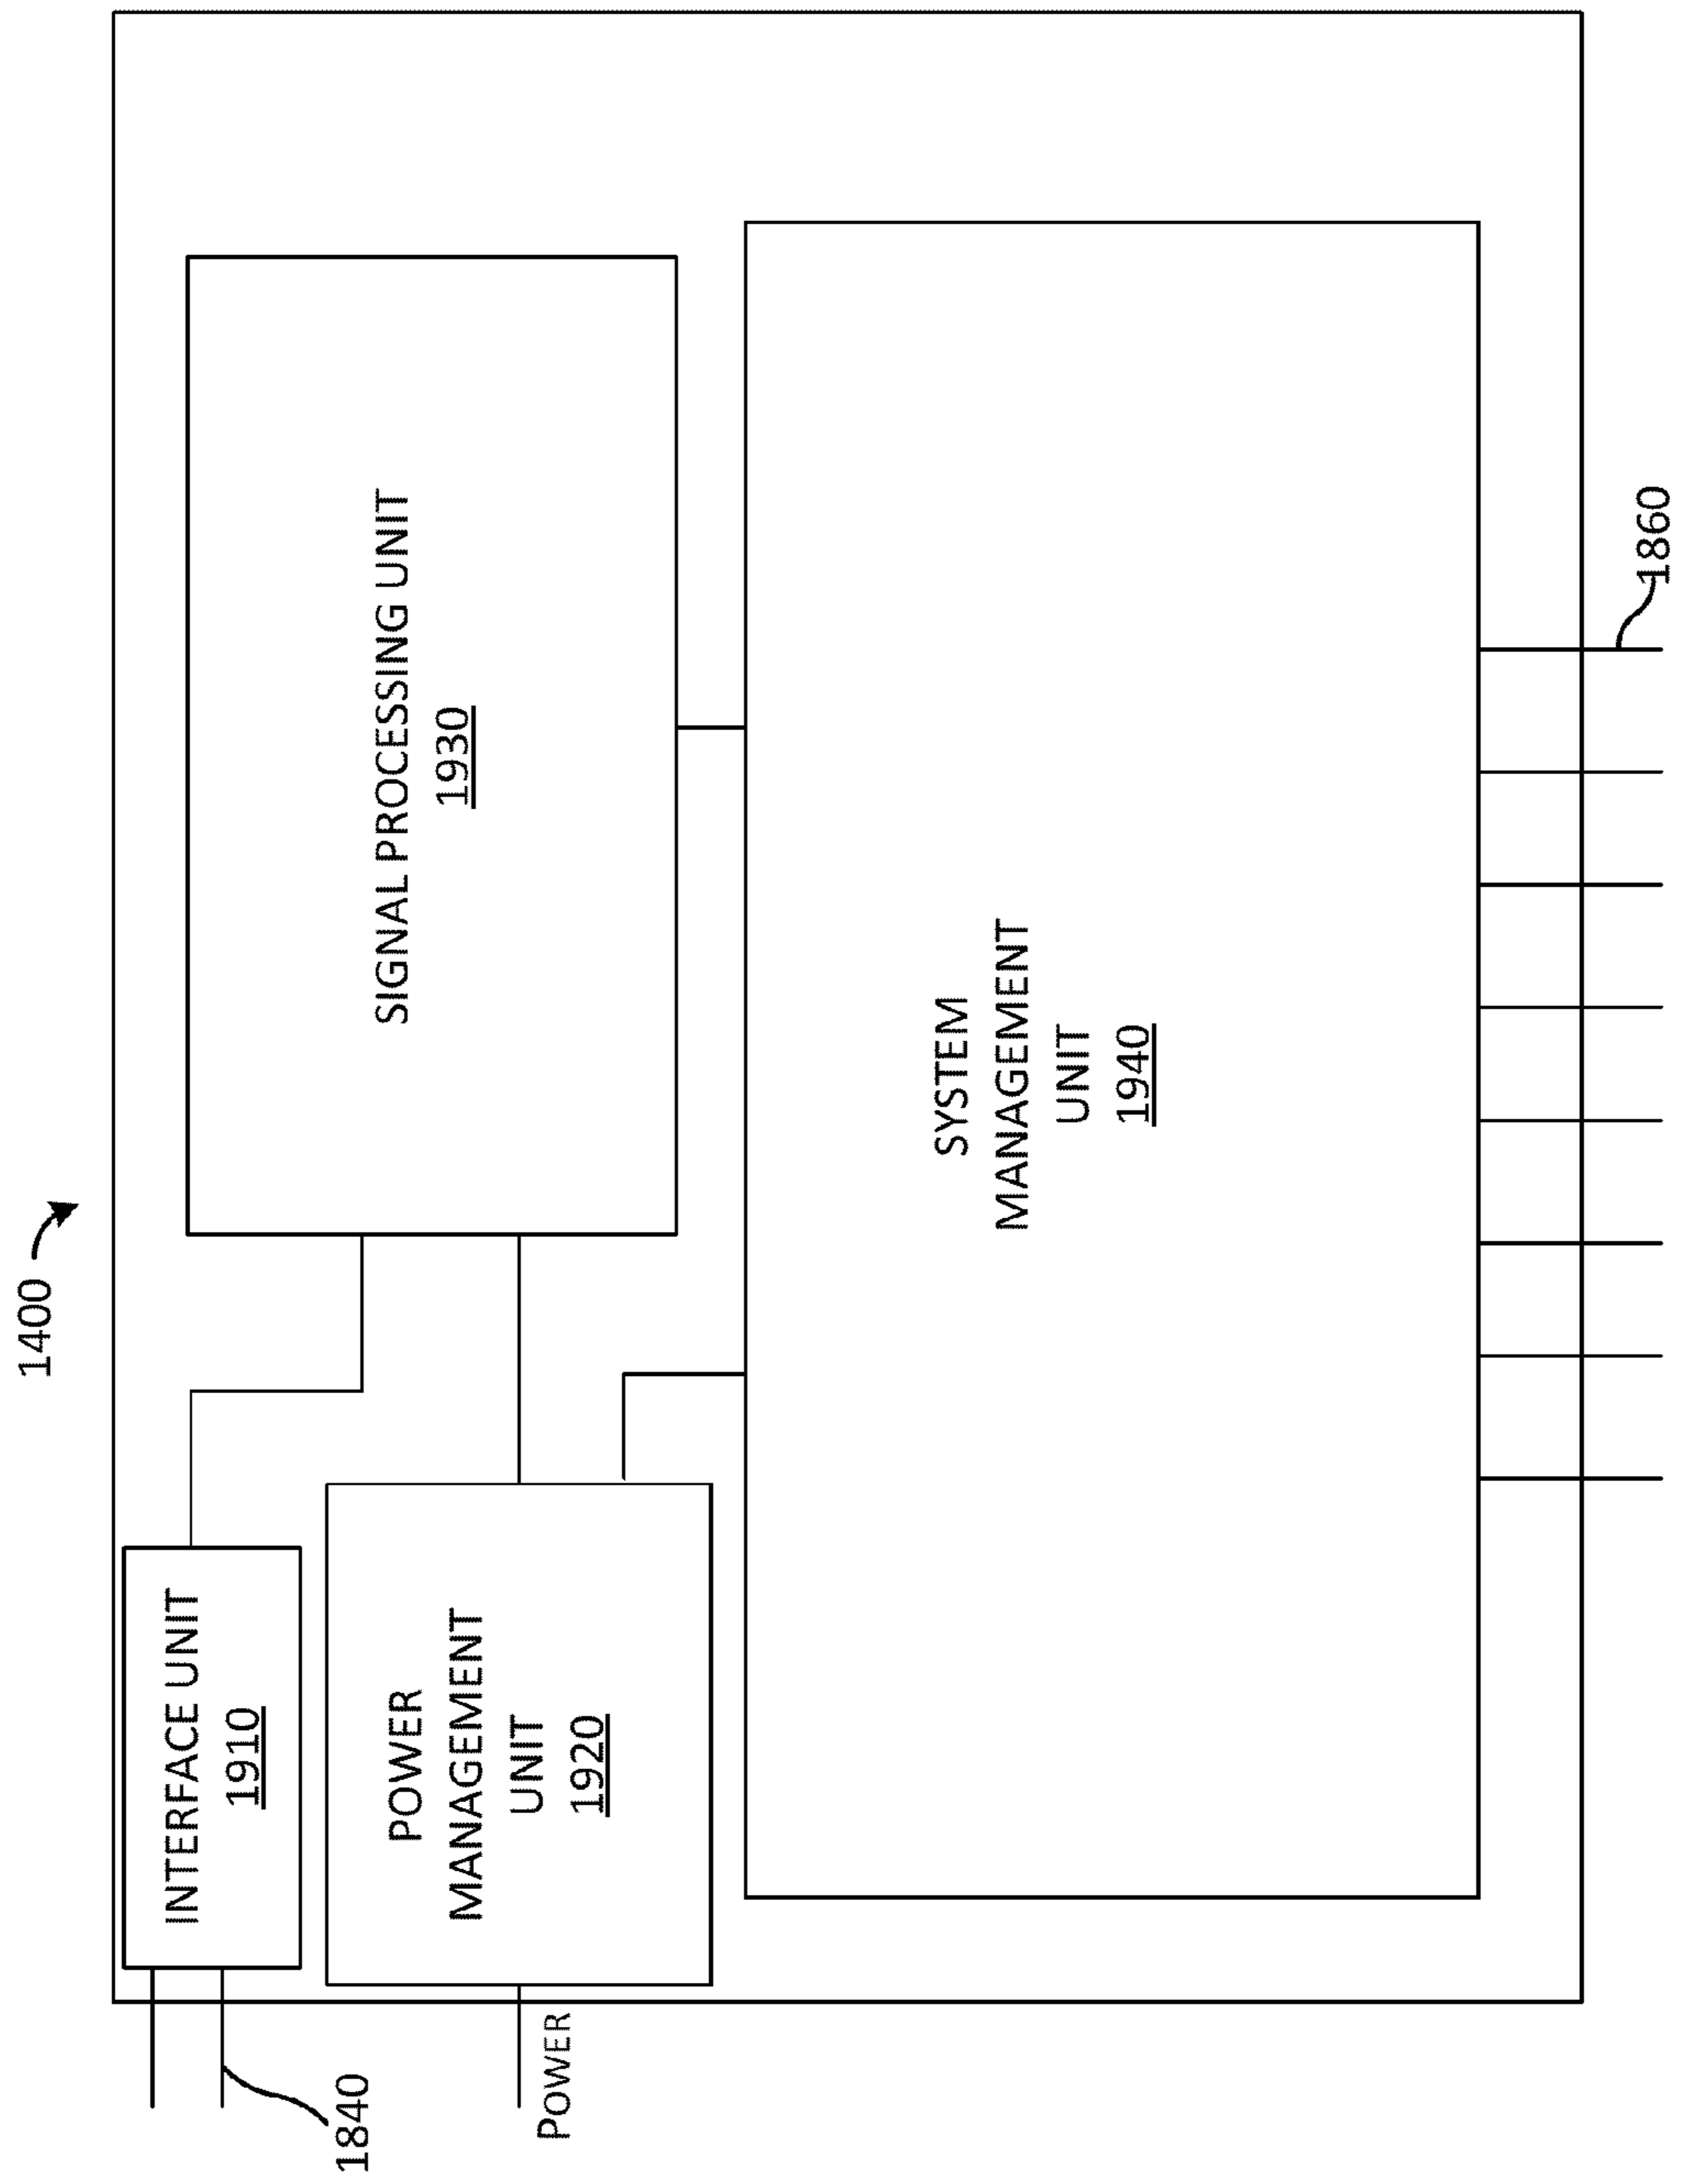 1400
INTERFACE UNIT
1910
POWER
MANAGEMENT
UNIT
1920
SIGNAL PROCESSING UNIT
1930
SYSTEM
MANAGEMENT
UNIT
1940
1840
POWER
1860